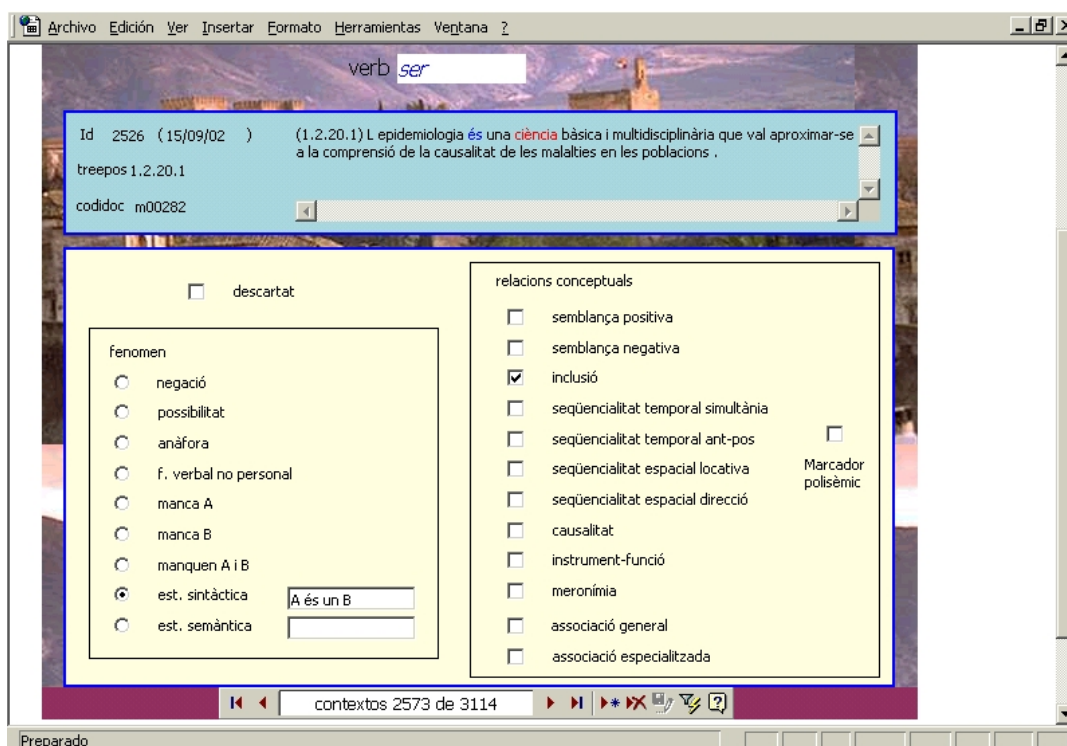 Archivo Edición Ver Insertar Formato Herramientas Ventana ?
verb ser
Id 2526 (15/09/02 )
treepos 1.2.20.1
codidoc m00282
(1.2.20.1) L epidemiologia és una ciència bàsica i multidisciplinària que val aproximar-se
a la comprensió de la causalitat de les malalties en les poblacions .
descartat
fenomen
negació
possibilitat
anàfora
f. verbal no personal
manca A
manca B
manquen A i B
est. sintàctica A és un B
est. semàntica
relacions conceptuals
semblança positiva
semblança negativa
inclusió
seqüencialitat temporal simultània
seqüencialitat temporal ant-pos
seqüencialitat espacial locativa
seqüencialitat espacial direcció
causalitat
instrument-funció
meronímia
associació general
associació especialitzada
Marcador
polisèmic
contextos 2573 de 3114
Preparado